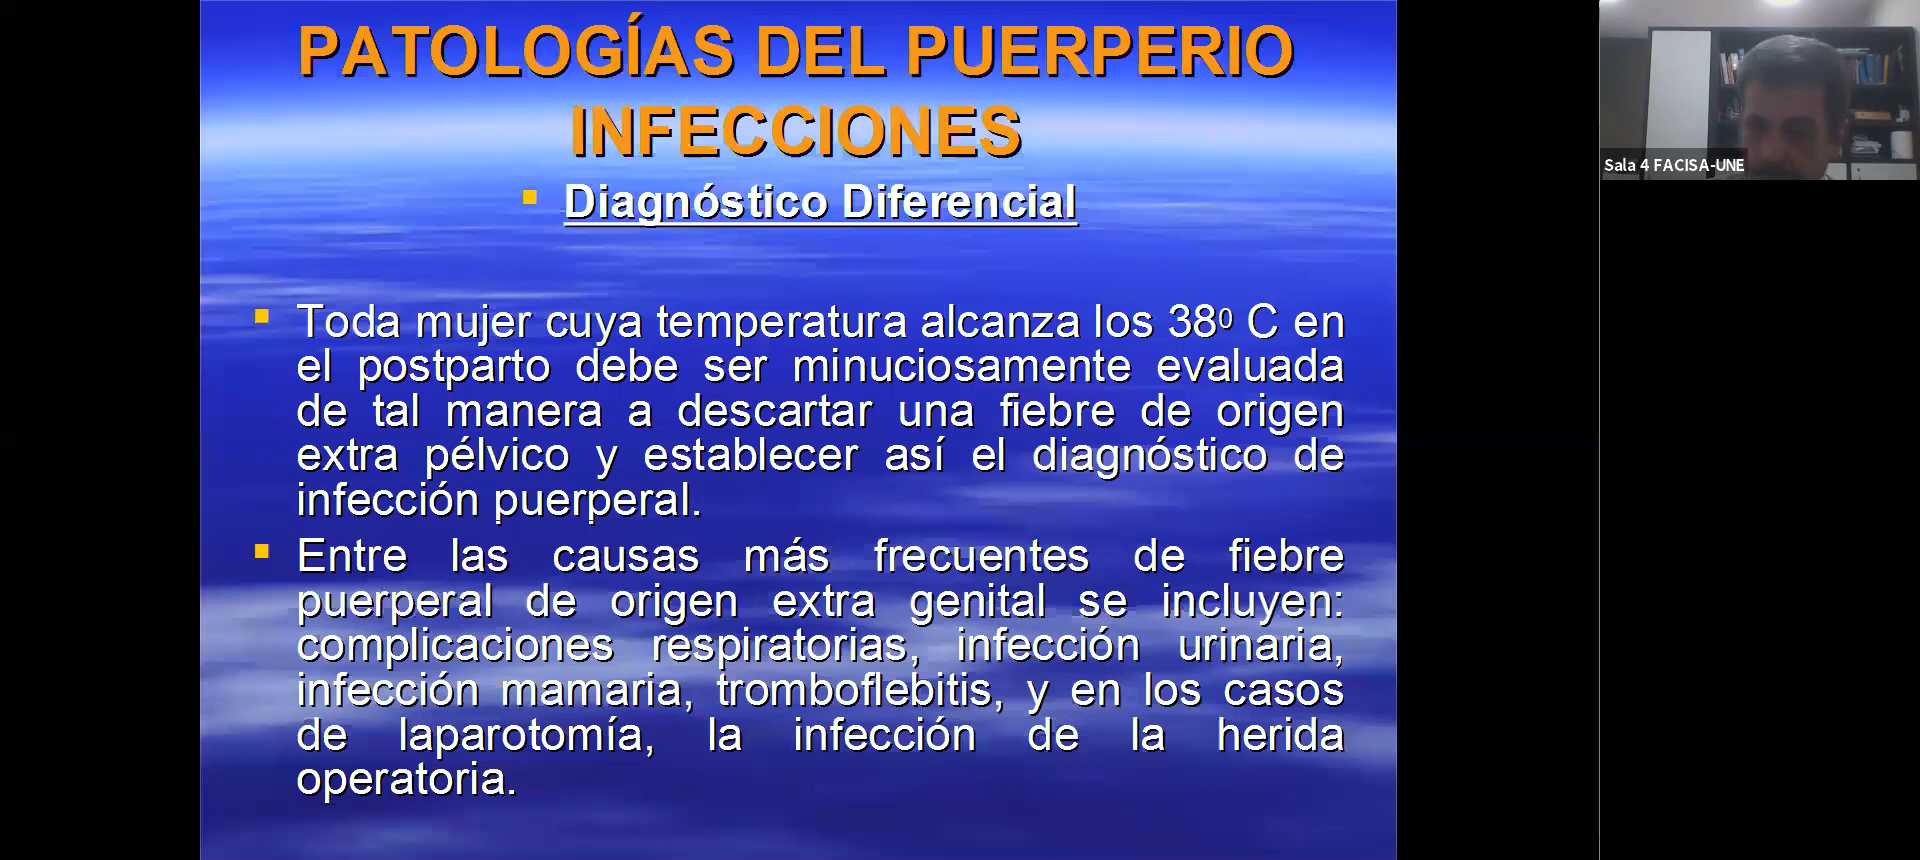 PATOLOGÍAS DEL PUERPERIO
INFECCIONES
Diagnóstico Diferencial
Toda mujer cuya temperatura alcanza los 38⁰ C en
el postparto debe ser minuciosamente evaluada
de tal manera a descartar una fiebre de origen
extra pélvico y establecer así el diagnóstico de
infección puerperal.
Entre las causas más frecuentes de fiebre
puerperal de origen extra genital se incluyen:
complicaciones respiratorias, infección urinaria,
infección mamaria, tromboflebitis, y en los casos
de laparotomía, la infección de la herida
operatoria.
Sala 4 FACISA-UNE